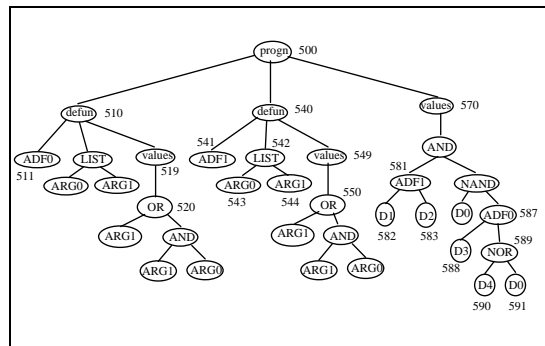 progn 500
defun 510
defun 540
values 570
541 542 AND
ADF0 LIST values ADF1 LIST values 549 581
511 519 ADF1 NAND
ARG0 ARG1 ARG0 ARG1
543 544 550 D1 D2 D0 ADF0 587
OR 520 OR 582 583 589
ARG1 AND ARG1 AND D3 NOR
588
ARG1 ARG0 ARG1 ARG0 D4 D0
590 591